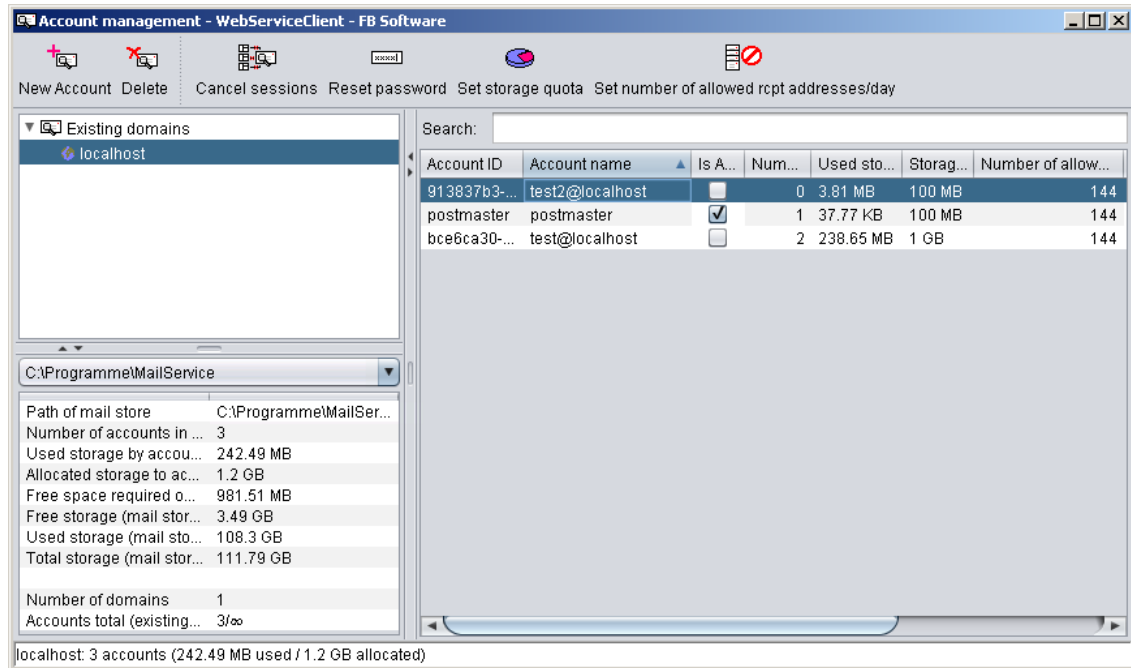 Account management - WebServiceClient - FB Software
New Account Delete Cancel sessions Reset password Set storage quota Set number of allowed rcpt addresses/day
Existing domains
localhost
C:\Programme\MailService
Path of mail store C:\Programme\MailSer...
Number of accounts in ... 3
Used storage by accou... 242.49 MB
Allocated storage to ac... 1.2 GB
Free space required o... 981.51 MB
Free storage (mail stor... 3.49 GB
Used storage (mail sto... 108.3 GB
Total storage (mail stor... 111.79 GB
Number of domains 1
Accounts total (existing... 3/∞
Search:
Account ID Account name Is A... Num... Used sto... Storag... Number of allow...
913837b3-... test2@localhost 0 3.81 MB 100 MB 144
postmaster postmaster 1 37.77 KB 100 MB 144
bce6ca30-... test@localhost 2 238.65 MB 1 GB 144
localhost: 3 accounts (242.49 MB used / 1.2 GB allocated)